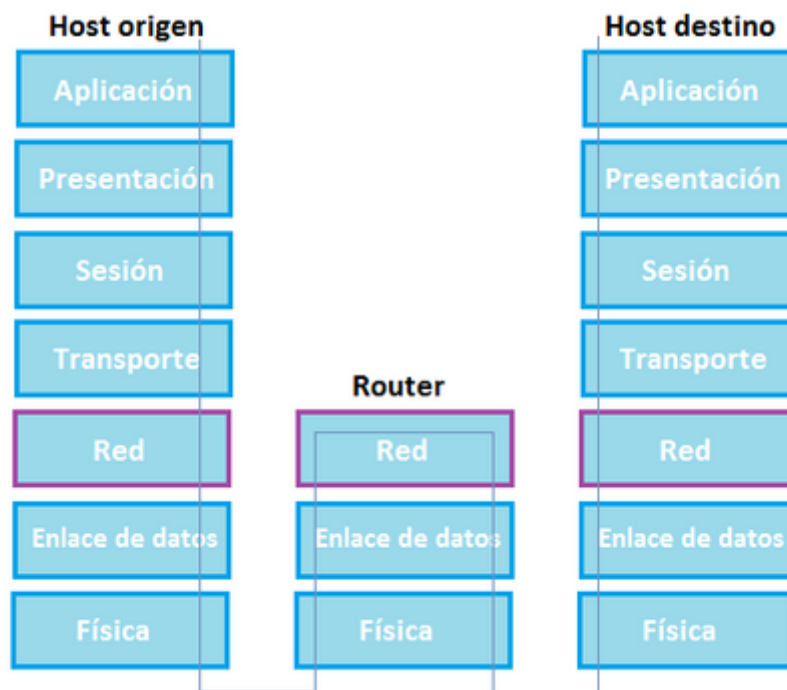 Host origen
Aplicación
Presentación
Sesión
Transporte
Red
Enlace de datos
Física
Router
Red
Enlace de datos
Física
Host destino
Aplicación
Presentación
Sesión
Transporte
Red
Enlace de datos
Física